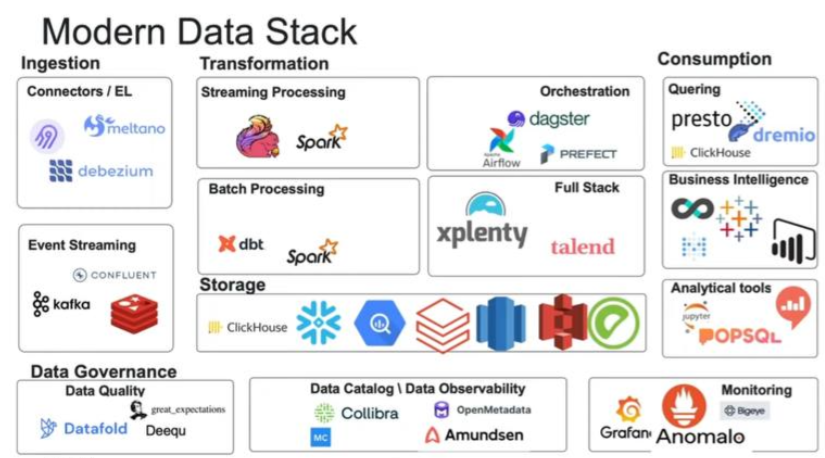 Modern Data Stack
Ingestion
Connectors / EL
meltano
debezium
Event Streaming
CONFLUENT
kafka
Transformation
Streaming Processing
Spark
Orchestration
dagster
Apache
Airflow
PREFECT
Batch Processing
dbt
Spark
Full Stack
xplenty
talend
Storage
ClickHouse
Consumption
Quering
presto
dremio
ClickHouse
Business Intelligence
Analytical tools
jupyter
POPSQL
Data Governance
Data Quality
great_expectations
Datafold
Deequ
Data Catalog \ Data Observability
Collibra
OpenMetadata
MC
Amundsen
Monitoring
Grafan
Bigeye
Anomalo